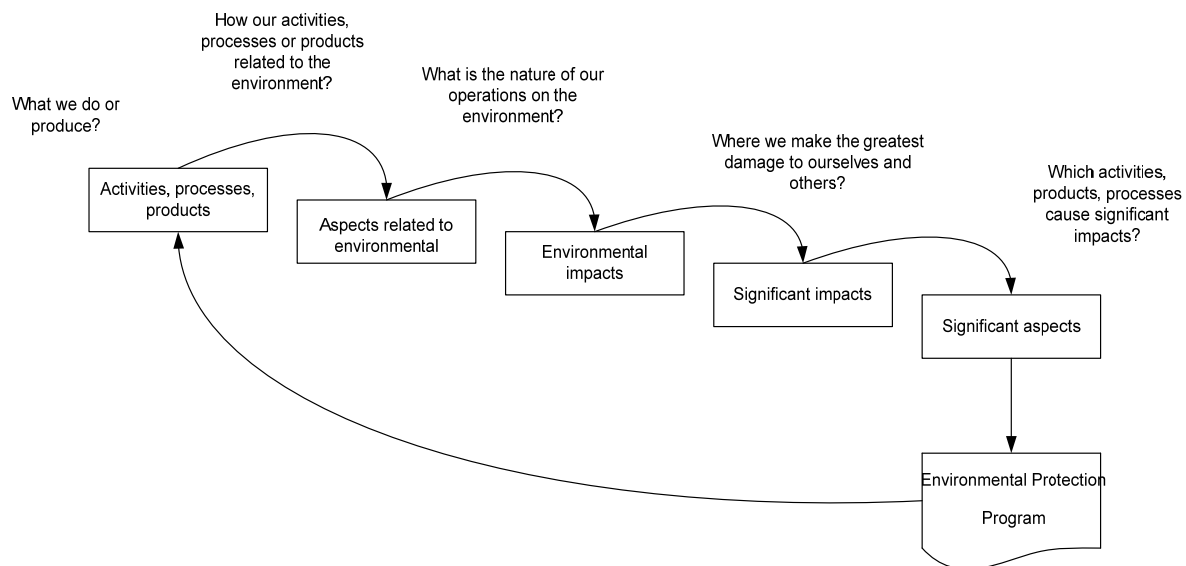 How our activities,
processes or products
related to the
environment?
What is the nature of our
operations on the
environment?
What we do or
produce?
Where we make the greatest
damage to ourselves and
others?
Which activities,
products, processes
cause significant
impacts?
Activities, processes,
products
Aspects related to
environmental
Environmental
impacts
Significant impacts
Significant aspects
Environmental Protection
Program